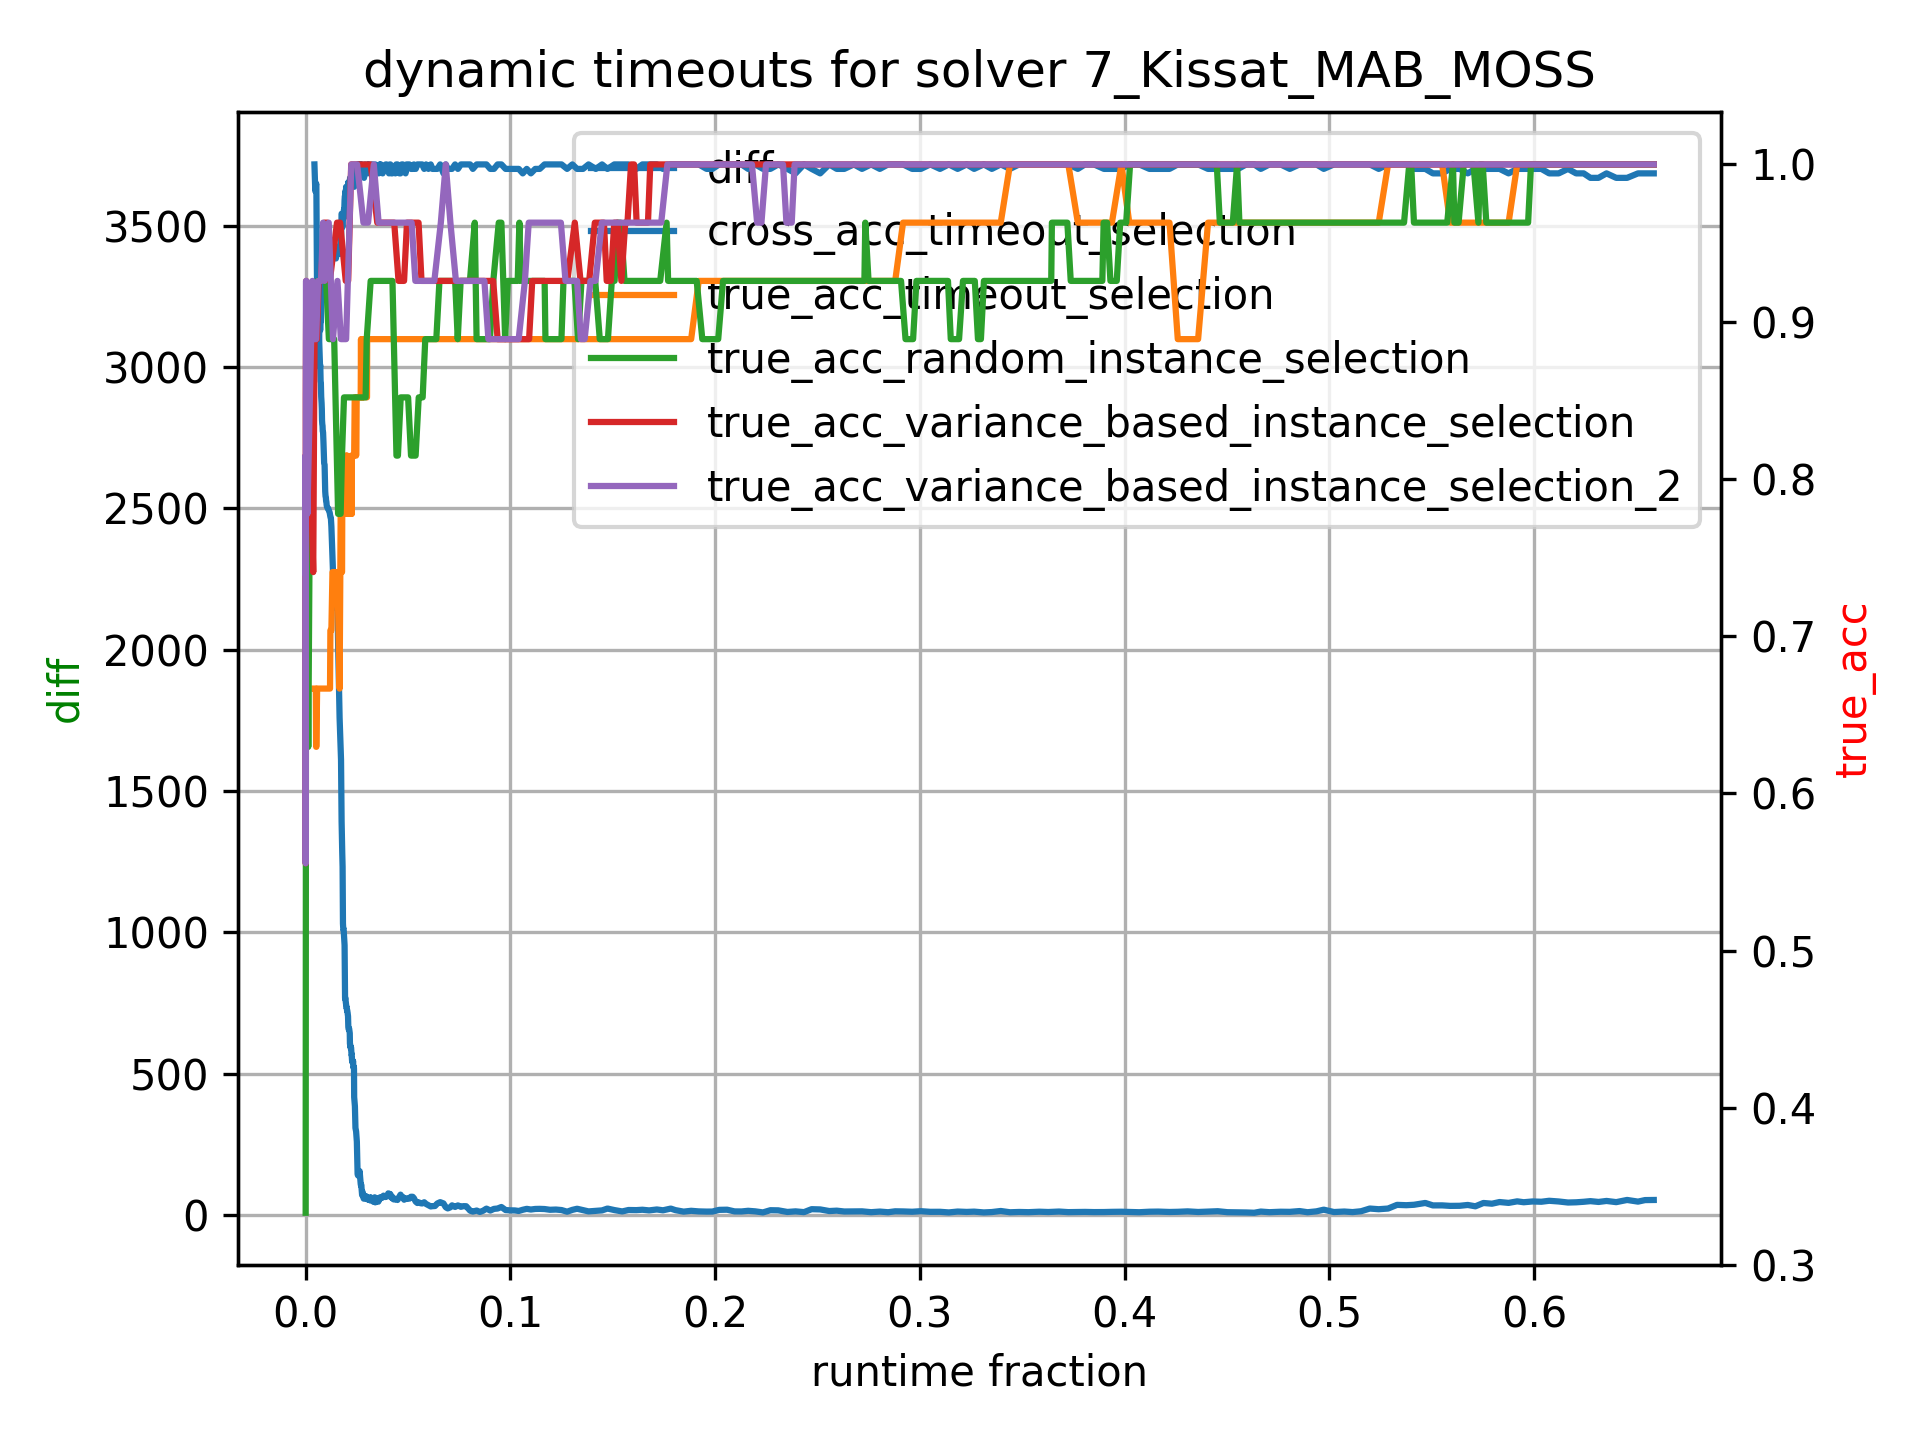 dynamic timeouts for solver 7_Kissat_MAB_MOSS
diff
cross_acc_timeout_selection
true_acc_timeout_selection
true_acc_random_instance_selection
true_acc_variance_based_instance_selection
true_acc_variance_based_instance_selection_2
3500
3000
2500
2000
1500
1000
500
0
diff
1.0
0.9
0.8
0.7
0.6
0.5
0.4
0.3
true_acc
0.0 0.1 0.2 0.3 0.4 0.5 0.6
runtime fraction